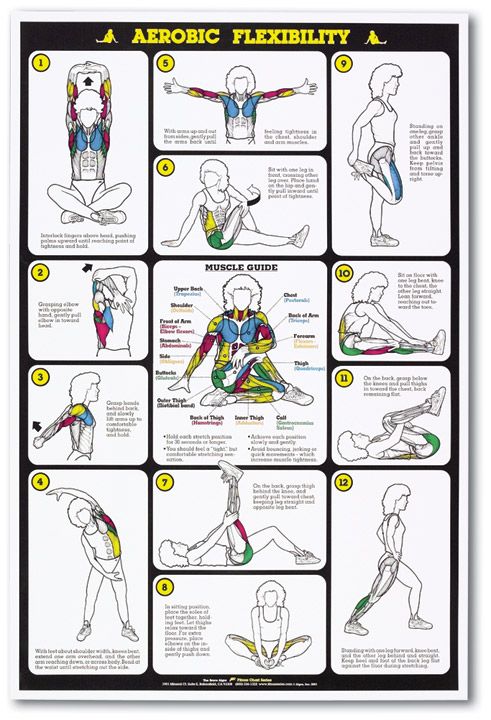 AEROBIC FLEXIBILITY
1
Interlock fingers above head, pushing
palms upward until reaching point of
tightness and hold.
2
Grasping elbow
with opposite
hand, gently pull
elbow in toward
head.
3
Grasp hands
behind back,
and slowly
lift arms up to
comfortable
tightness,
and hold.
4
With feet about shoulder width, knees bent,
extend one arm overhead, and the other
arm reaching down, or across body. Bend at
the waist until stretching out the side.
5
With arms up and out
from sides, gently pull
the arms back until
feeling tightness in
the chest, shoulder
and arm muscles.
6
Sit with one leg in
front, crossing other
leg over. Place hand
on the hip and gen-
tly pull inward until
point of tightness.
MUSCLE GUIDE
Upper Back
(Trapezius)
Shoulder
(Deltoids)
Front of Arm
(Biceps -
Elbow flexors)
Stomach
(Abdominals)
Side
(Obliques)
Buttocks
(Gluteals)
Outer Thigh
(Iliotibial band)
Back of Thigh
(Hamstrings)
Inner Thigh
(Adductors)
Calf
(Gastrocnemius
Soleus)
Chest
(Pectorals)
Back of Arm
(Triceps)
Forearm
(Flexors -
Extensors)
Thigh
(Quadriceps)
• Hold each stretch position
for 30 seconds or longer.
• You should feel a "tight," but
comfortable stretching sen-
sation.
• Achieve each position
slowly and gently.
• Avoid bouncing, jerking or
quick movements - which
increase muscle tightness.
7
On the back, grasp thigh
behind the knee, and
gently pull toward chest,
keeping leg straight and
opposite leg bent.
8
In sitting position,
place the soles of
feet together, hold-
ing feet. Let thighs
relax toward the
floor. For extra
pressure, place
elbows on the in-
side of thighs and
gently push down.
9
Standing on
one leg, grasp
other ankle
and gently
pull up and
back toward
the buttocks.
Keep pelvis
from tilting
and torso up-
right.
10
Sit on floor with
one leg bent, knee
to the chest, the
other leg straight.
Lean forward,
reaching out to-
ward the toes.
11
On the back, grasp below
the knees and pull thighs
in toward the chest, back
remaining flat.
12
Standing with one leg forward, knee bent,
and the other leg behind and straight.
Keep heel and foot of the back leg flat
against the floor during stretching.
Fitness Chart Series